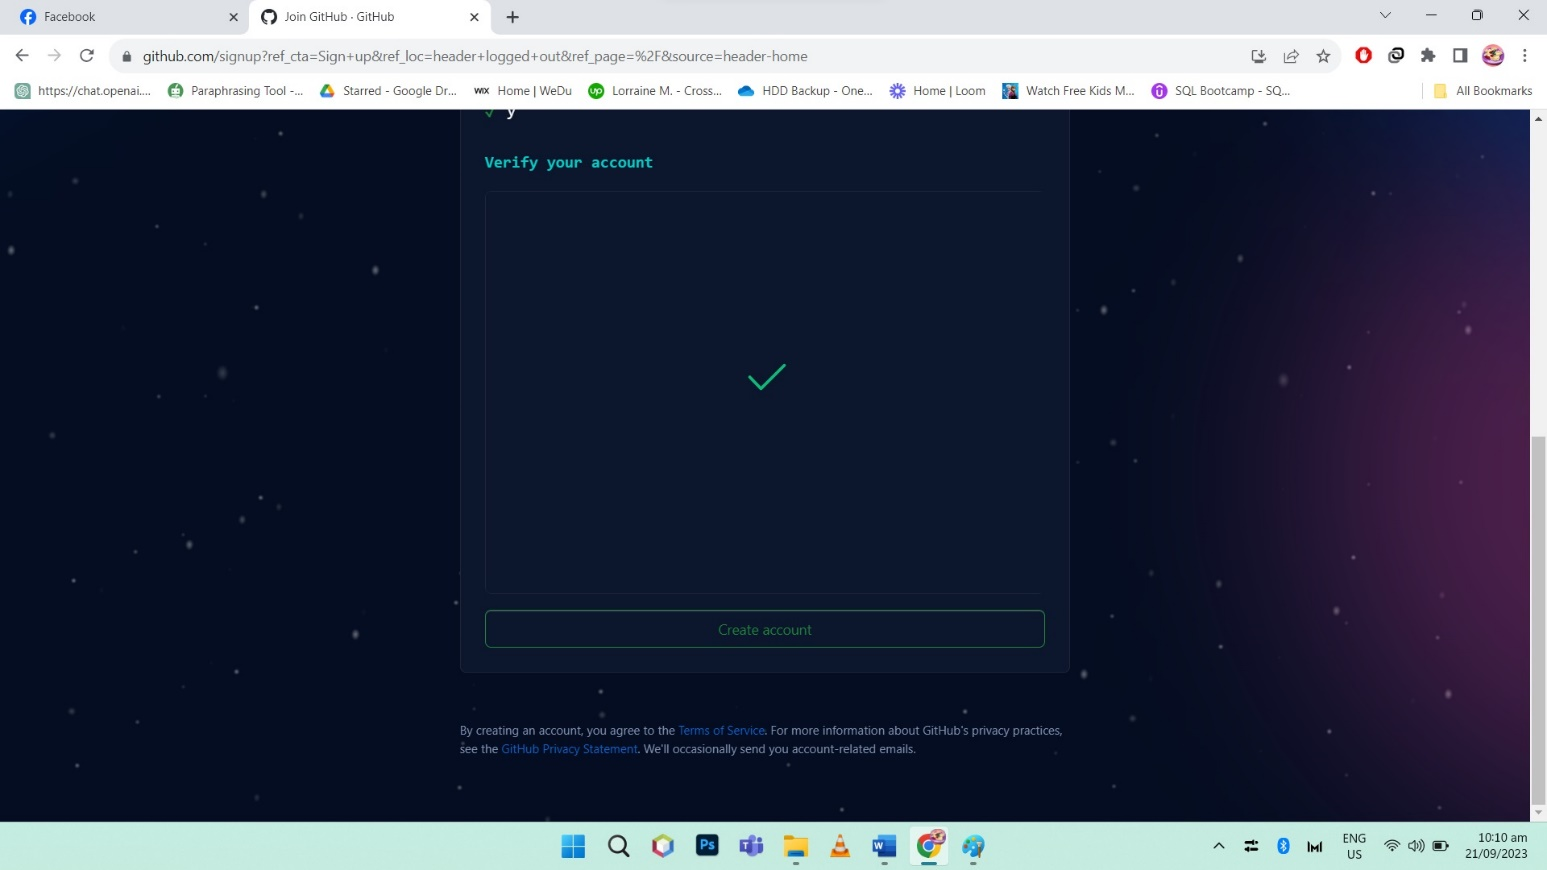 Facebook
Join GitHub · GitHub
github.com/signup?ref_cta=Sign+up&ref_loc=header+logged+out&ref_page=%2F&source=header-home
https://chat.openai.... Paraphrasing Tool -... Starred - Google Dr... WIX Home | WeDu up Lorraine M. - Cross... HDD Backup - One... Home | Loom Watch Free Kids M... SQL Bootcamp - SQ... All Bookmarks
y
Verify your account
Create account
By creating an account, you agree to the Terms of Service. For more information about GitHub's privacy practices,
see the GitHub Privacy Statement. We'll occasionally send you account-related emails.
Ps
ENG
US
10:10 am
21/09/2023